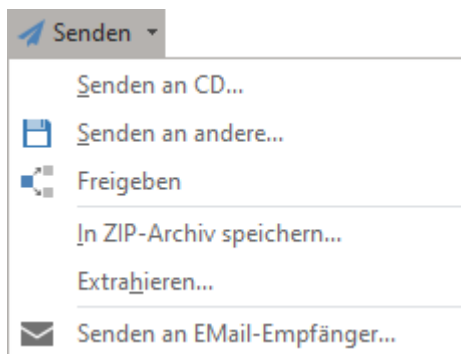 Senden
Senden an CD...
Senden an andere...
Freigeben
In ZIP-Archiv speichern...
Extrahieren...
Senden an EMail-Empfänger...